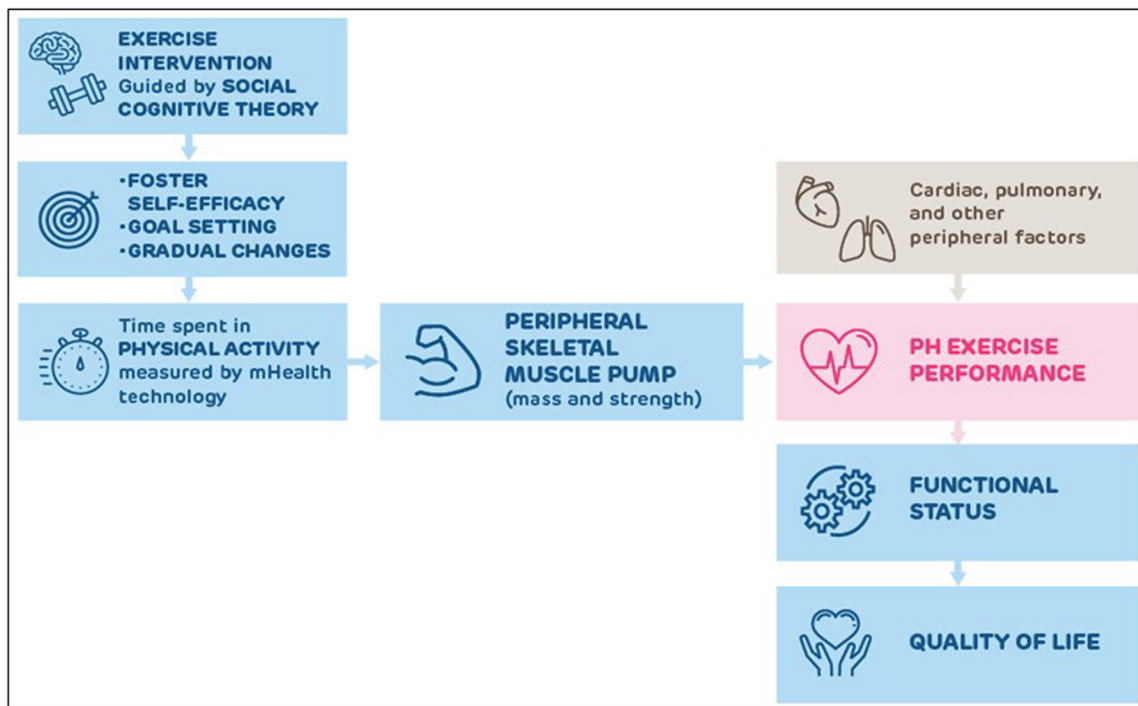 EXERCISE
INTERVENTION
Guided by SOCIAL
COGNITIVE THEORY
•FOSTER
SELF-EFFICACY
•GOAL SETTING
•GRADUAL CHANGES
Time spent in
PHYSICAL ACTIVITY
measured by mHealth
technology
PERIPHERAL
SKELETAL
MUSCLE PUMP
(mass and strength)
Cardiac, pulmonary,
and other
peripheral factors
PH EXERCISE
PERFORMANCE
FUNCTIONAL
STATUS
QUALITY OF LIFE